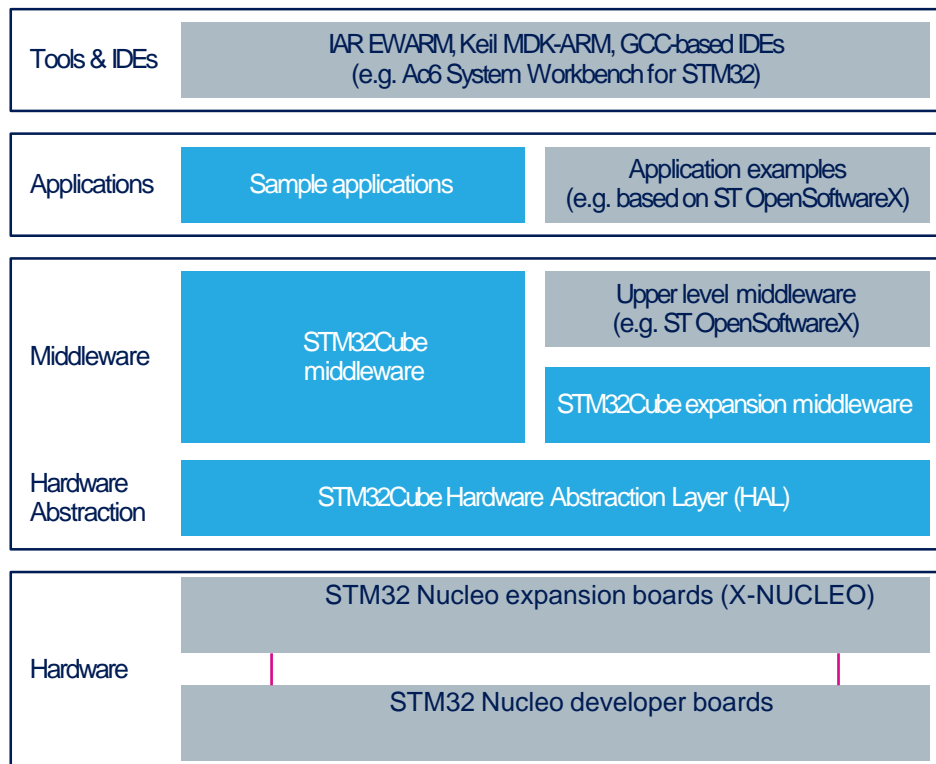 Tools & IDEs
IAR EWARM, Keil MDK-ARM, GCC-based IDEs
(e.g. Ac6 System Workbench for STM32)
Applications
Sample applications
Application examples
(e.g. based on ST OpenSoftwareX)
Middleware
STM32Cube
middleware
Upper level middleware
(e.g. ST OpenSoftwareX)
STM32Cube expansion middleware
Hardware
Abstraction
STM32Cube Hardware Abstraction Layer (HAL)
Hardware
STM32 Nucleo expansion boards (X-NUCLEO)
STM32 Nucleo developer boards